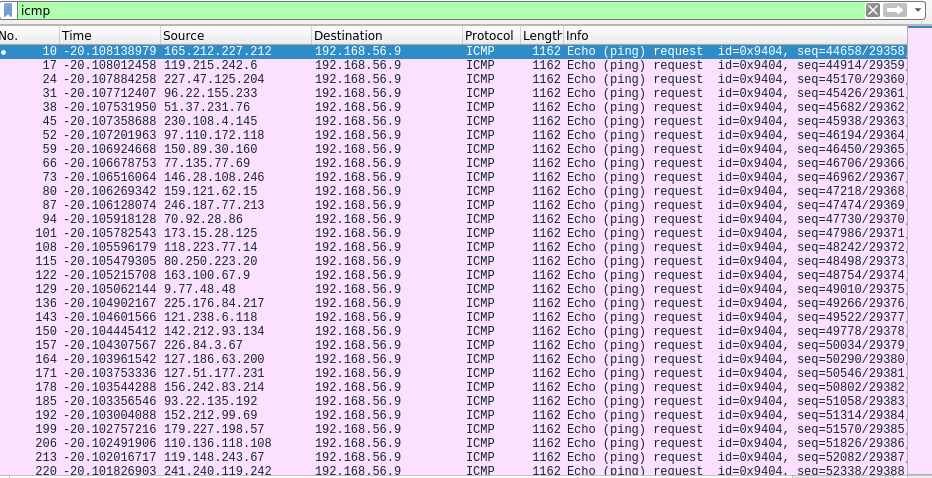 icmp
No. Time Source Destination Protocol Length Info
10 -20.108138979 165.212.227.212 192.168.56.9 ICMP 1162 Echo (ping) request id=0x9404, seq=44658/29358
17 -20.108012458 119.215.242.6 192.168.56.9 ICMP 1162 Echo (ping) request id=0x9404, seq=44914/29359
24 -20.107884258 227.47.125.204 192.168.56.9 ICMP 1162 Echo (ping) request id=0x9404, seq=45170/29360
31 -20.107712407 96.22.155.233 192.168.56.9 ICMP 1162 Echo (ping) request id=0x9404, seq=45426/29361
38 -20.107531950 51.37.231.76 192.168.56.9 ICMP 1162 Echo (ping) request id=0x9404, seq=45682/29362
45 -20.107358688 230.108.4.145 192.168.56.9 ICMP 1162 Echo (ping) request id=0x9404, seq=45938/29363
52 -20.107201963 97.110.172.118 192.168.56.9 ICMP 1162 Echo (ping) request id=0x9404, seq=46194/29364
59 -20.106924668 150.89.30.160 192.168.56.9 ICMP 1162 Echo (ping) request id=0x9404, seq=46450/29365
66 -20.106678753 77.135.77.69 192.168.56.9 ICMP 1162 Echo (ping) request id=0x9404, seq=46706/29366
73 -20.106516064 146.28.108.246 192.168.56.9 ICMP 1162 Echo (ping) request id=0x9404, seq=46962/29367
80 -20.106269342 159.121.62.15 192.168.56.9 ICMP 1162 Echo (ping) request id=0x9404, seq=47218/29368
87 -20.106128074 246.187.77.213 192.168.56.9 ICMP 1162 Echo (ping) request id=0x9404, seq=47474/29369
94 -20.105918128 70.92.28.86 192.168.56.9 ICMP 1162 Echo (ping) request id=0x9404, seq=47730/29370
101 -20.105782543 173.15.28.125 192.168.56.9 ICMP 1162 Echo (ping) request id=0x9404, seq=47986/29371
108 -20.105596179 118.223.77.14 192.168.56.9 ICMP 1162 Echo (ping) request id=0x9404, seq=48242/29372
115 -20.105479305 80.250.223.20 192.168.56.9 ICMP 1162 Echo (ping) request id=0x9404, seq=48498/29373
122 -20.105215708 163.100.67.9 192.168.56.9 ICMP 1162 Echo (ping) request id=0x9404, seq=48754/29374
129 -20.105062144 9.77.48.48 192.168.56.9 ICMP 1162 Echo (ping) request id=0x9404, seq=49010/29375
136 -20.104902167 225.176.84.217 192.168.56.9 ICMP 1162 Echo (ping) request id=0x9404, seq=49266/29376
143 -20.104601566 121.238.6.118 192.168.56.9 ICMP 1162 Echo (ping) request id=0x9404, seq=49522/29377
150 -20.104445412 142.212.93.134 192.168.56.9 ICMP 1162 Echo (ping) request id=0x9404, seq=49778/29378
157 -20.104307567 226.84.3.67 192.168.56.9 ICMP 1162 Echo (ping) request id=0x9404, seq=50034/29379
164 -20.103961542 127.186.63.200 192.168.56.9 ICMP 1162 Echo (ping) request id=0x9404, seq=50290/29380
171 -20.103753336 127.51.177.231 192.168.56.9 ICMP 1162 Echo (ping) request id=0x9404, seq=50546/29381
178 -20.103544288 156.242.83.214 192.168.56.9 ICMP 1162 Echo (ping) request id=0x9404, seq=50802/29382
185 -20.103356546 93.22.135.192 192.168.56.9 ICMP 1162 Echo (ping) request id=0x9404, seq=51058/29383
192 -20.103004088 152.212.99.69 192.168.56.9 ICMP 1162 Echo (ping) request id=0x9404, seq=51314/29384
199 -20.102757216 179.227.198.57 192.168.56.9 ICMP 1162 Echo (ping) request id=0x9404, seq=51570/29385
206 -20.102491906 110.136.118.108 192.168.56.9 ICMP 1162 Echo (ping) request id=0x9404, seq=51826/29386
213 -20.102016717 119.148.243.67 192.168.56.9 ICMP 1162 Echo (ping) request id=0x9404, seq=52082/29387
220 -20.101826903 241.240.119.242 192.168.56.9 ICMP 1162 Echo (ping) request id=0x9404, seq=52338/29388